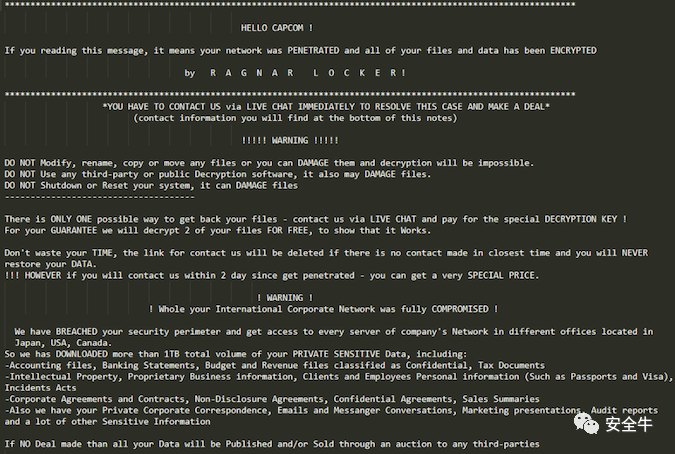 ****************************************************************************************************************
HELLO CAPCOM !
If you reading this message, it means your network was PENETRATED and all of your files and data has been ENCRYPTED
by R A G N A R L O C K E R !
****************************************************************************************************************
*YOU HAVE TO CONTACT US via LIVE CHAT IMMEDIATELY TO RESOLVE THIS CASE AND MAKE A DEAL*
(contact information you will find at the bottom of this notes)
!!!!! WARNING !!!!!
DO NOT Modify, rename, copy or move any files or you can DAMAGE them and decryption will be impossible.
DO NOT Use any third-party or public Decryption software, it also may DAMAGE files.
DO NOT Shutdown or Reset your system, it can DAMAGE files
-------------------------------------
There is ONLY ONE possible way to get back your files - contact us via LIVE CHAT and pay for the special DECRYPTION KEY !
For your GUARANTEE we will decrypt 2 of your files FOR FREE, to show that it Works.
Don't waste your TIME, the link for contact us will be deleted if there is no contact made in closest time and you will NEVER
restore your DATA.
!!! HOWEVER if you will contact us within 2 day since get penetrated - you can get a very SPECIAL PRICE.
! WARNING !
! Whole your International Corporate Network was fully COMPROMISED !
We have BREACHED your security perimeter and get access to every server of company's Network in different offices located in
Japan, USA, Canada.
So we has DOWNLOADED more than 1TB total volume of your PRIVATE SENSITIVE Data, including:
-Accounting files, Banking Statements, Budget and Revenue files classified as Confidential, Tax Documents
-Intellectual Property, Proprietary Business information, Clients and Employees Personal information (Such as Passports and Visa),
Incidents Acts
-Corporate Agreements and Contracts, Non-Disclosure Agreements, Confidential Agreements, Sales Summaries
-Also we have your Private Corporate Correspondence, Emails and Messanger Conversations, Marketing presentations, Audit reports
and a lot of other Sensitive Information
If NO Deal made than all your Data will be Published and/or Sold through an auction to any third-parties
安全牛